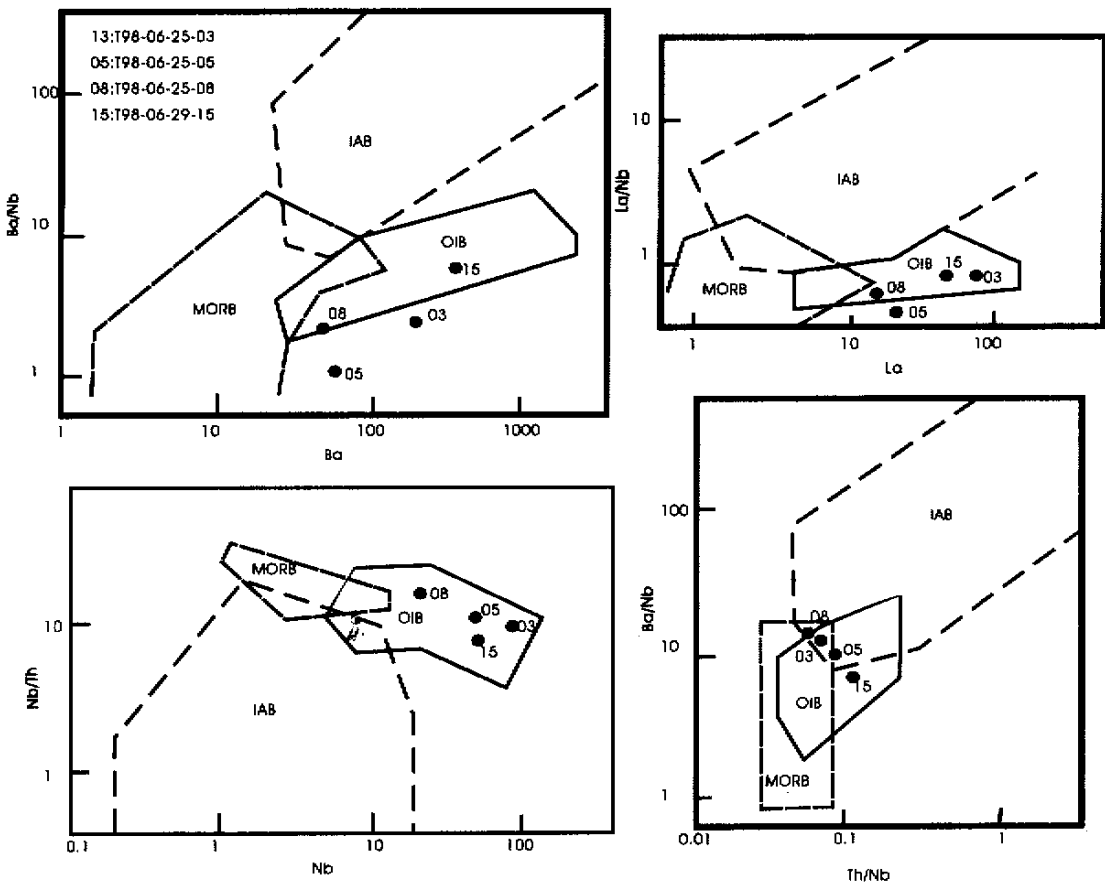 13:T98-06-25-03
05:T98-06-25-05
08:T98-06-25-08
15:T98-06-29-15
100
10
1
Ba/Nb
IAB
OIB
MORB
15
08
03
05
1
10
100
1000
Ba
10
1
La/Nb
IAB
OIB
MORB
15
03
08
05
1
10
100
La
10
1
Nb/Th
MORB
OIB
IAB
08
05
03
15
0.1
1
10
100
Nb
100
10
1
Ba/Nb
IAB
OIB
MORB
08
03
05
15
0.01
0.1
1
Th/Nb